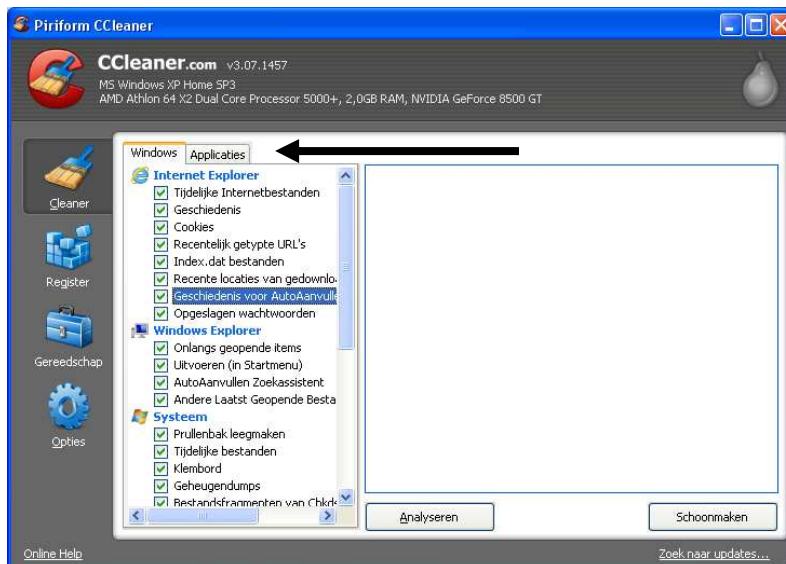 Piriform CCleaner
CCleaner.com v3.07.1457
MS Windows XP Home SP3
AMD Athlon 64 X2 Dual Core Processor 5000+, 2,0GB RAM, NVIDIA GeForce 8500 GT
Cleaner
Register
Gereedschap
Opties
Windows Applicaties
Internet Explorer
Tijdelijke Internetbestanden
Geschiedenis
Cookies
Recentelijk getypte URL's
Index.dat bestanden
Recente locaties van gedownlo
Geschiedenis voor AutoAanvulle
Opgeslagen wachtwoorden
Windows Explorer
Onlangs geopende items
Uitvoeren (in Startmenu)
AutoAanvullen Zoekassistent
Andere Laatst Geopende Besta
Systeem
Prullenbak leegmaken
Tijdelijke bestanden
Klembord
Geheugendumps
Bestandsfragmenten van Chkd
Analyseren Schoonmaken
Online Help Zoek naar updates...